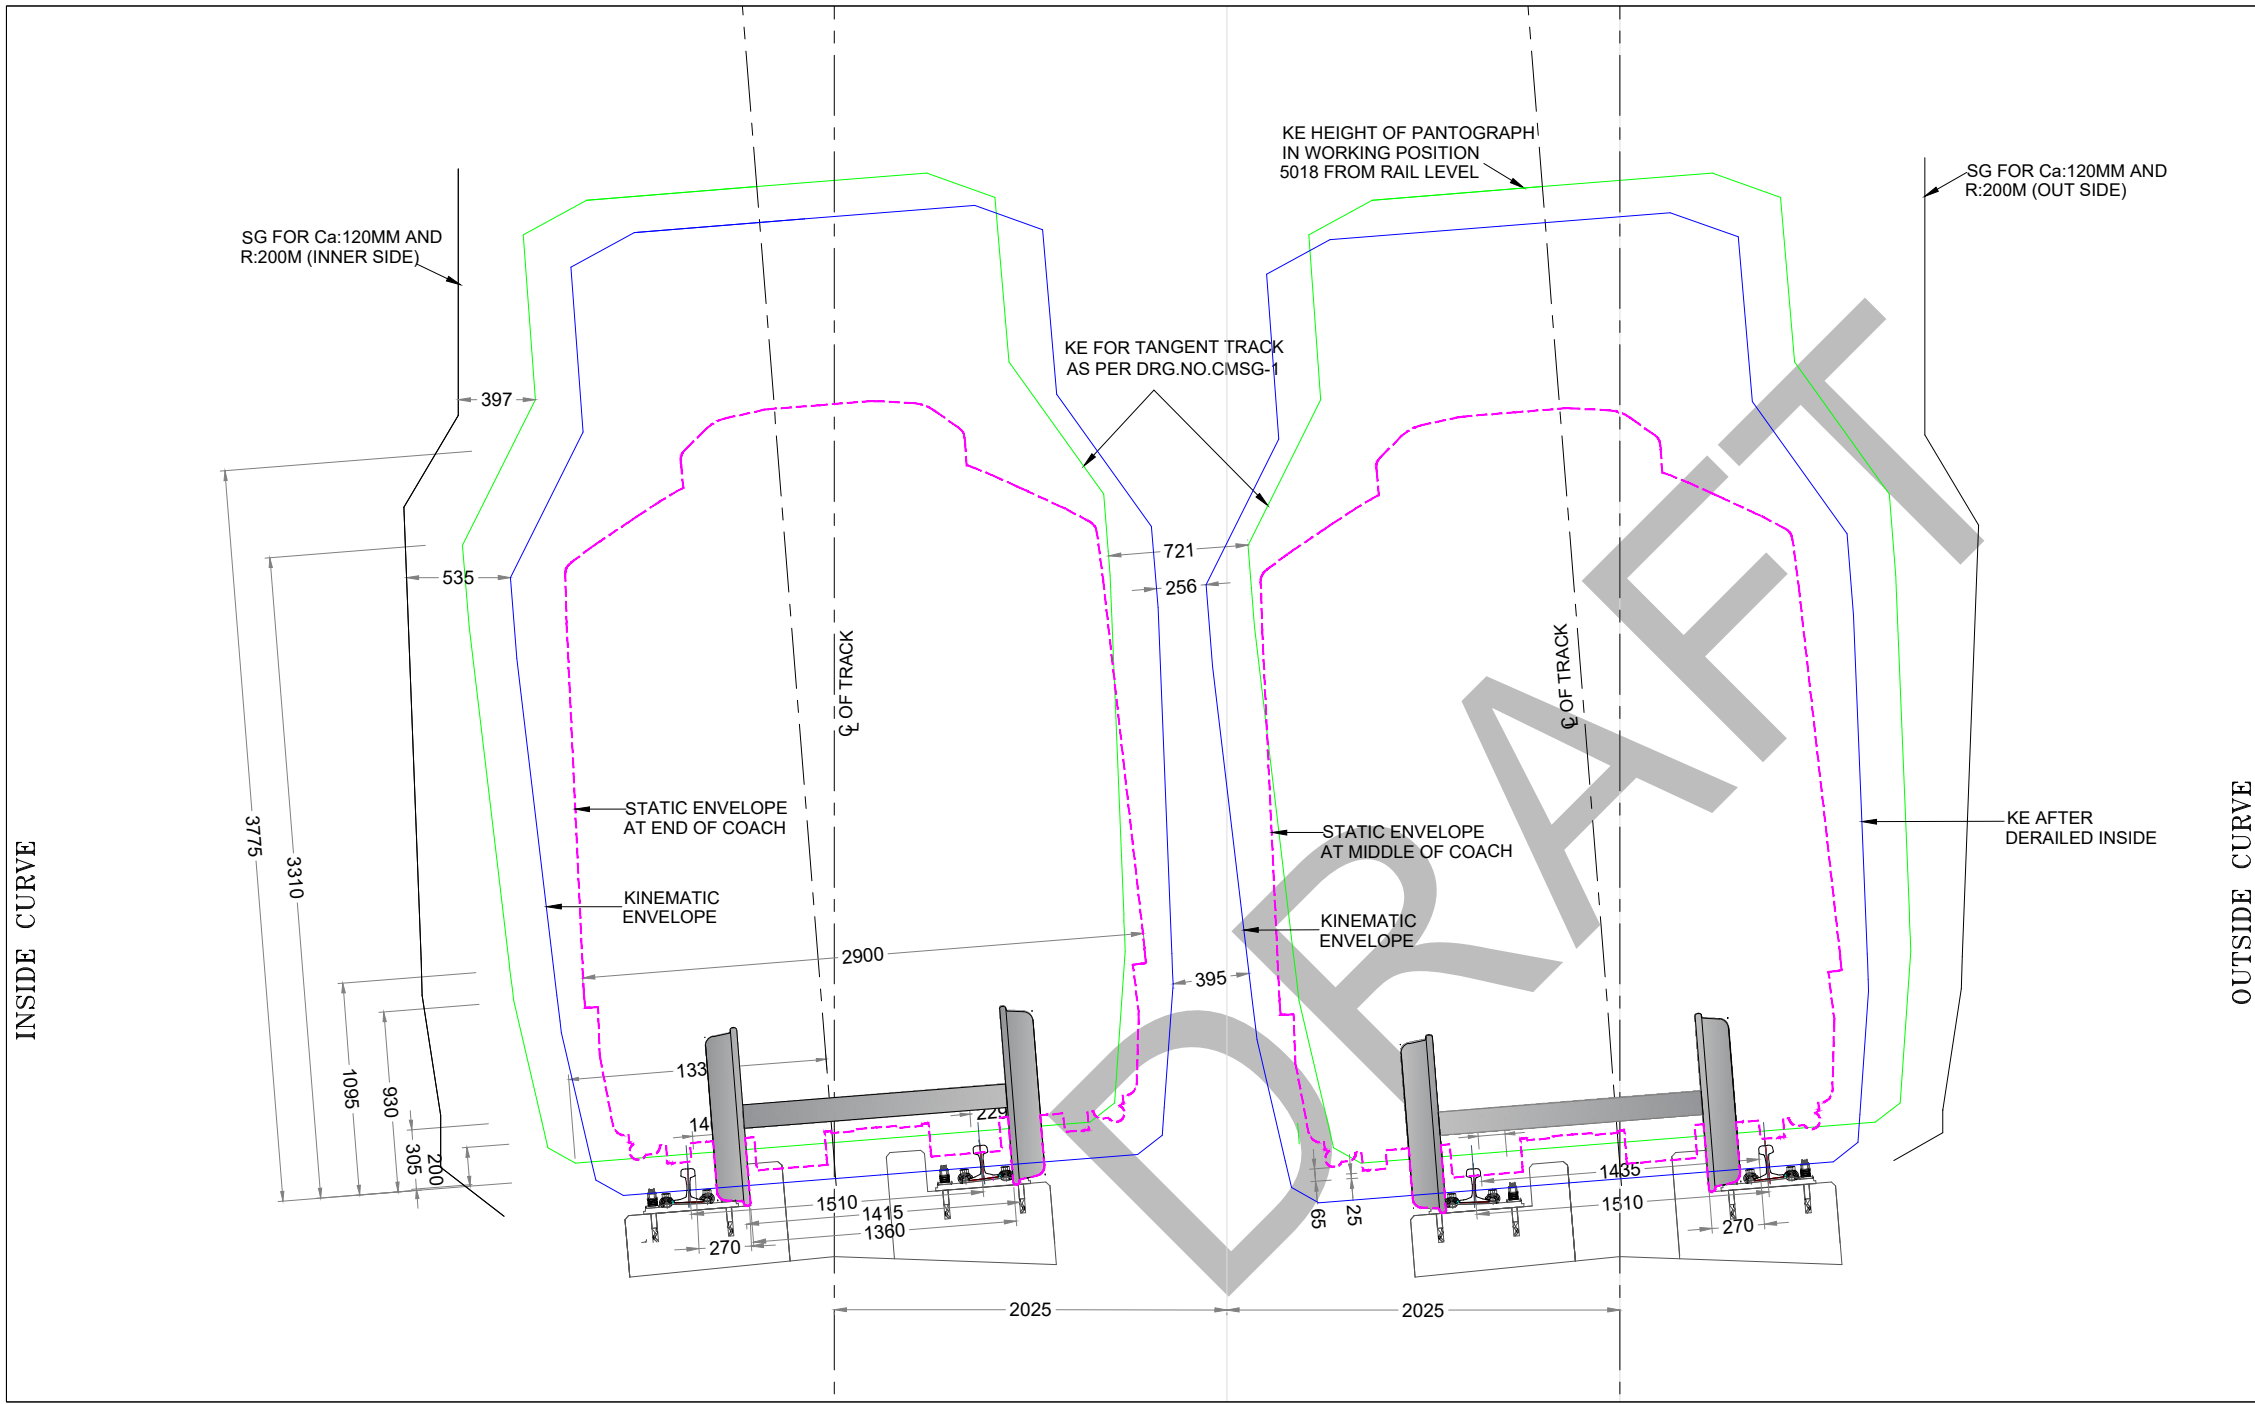 KE HEIGHT OF PANTOGRAPH
IN WORKING POSITION
5018 FROM RAIL LEVEL
SG FOR Ca:120MM AND
R:200M (OUT SIDE)
SG FOR Ca:120MM AND
R:200M (INNER SIDE)
KE FOR TANGENT TRACK
AS PER DRG.NO.CMSG-1
397
721
535
256
℄ OF TRACK
℄ OF TRACK
STATIC ENVELOPE
AT END OF COACH
STATIC ENVELOPE
AT MIDDLE OF COACH
KE AFTER
DERAILED INSIDE
KINEMATIC
ENVELOPE
KINEMATIC
ENVELOPE
3775
3310
1095
930
305
200
2900
395
1510
1415
1360
270
65
25
1435
1510
270
2025
2025
INSIDE CURVE
OUTSIDE CURVE
DRAFT